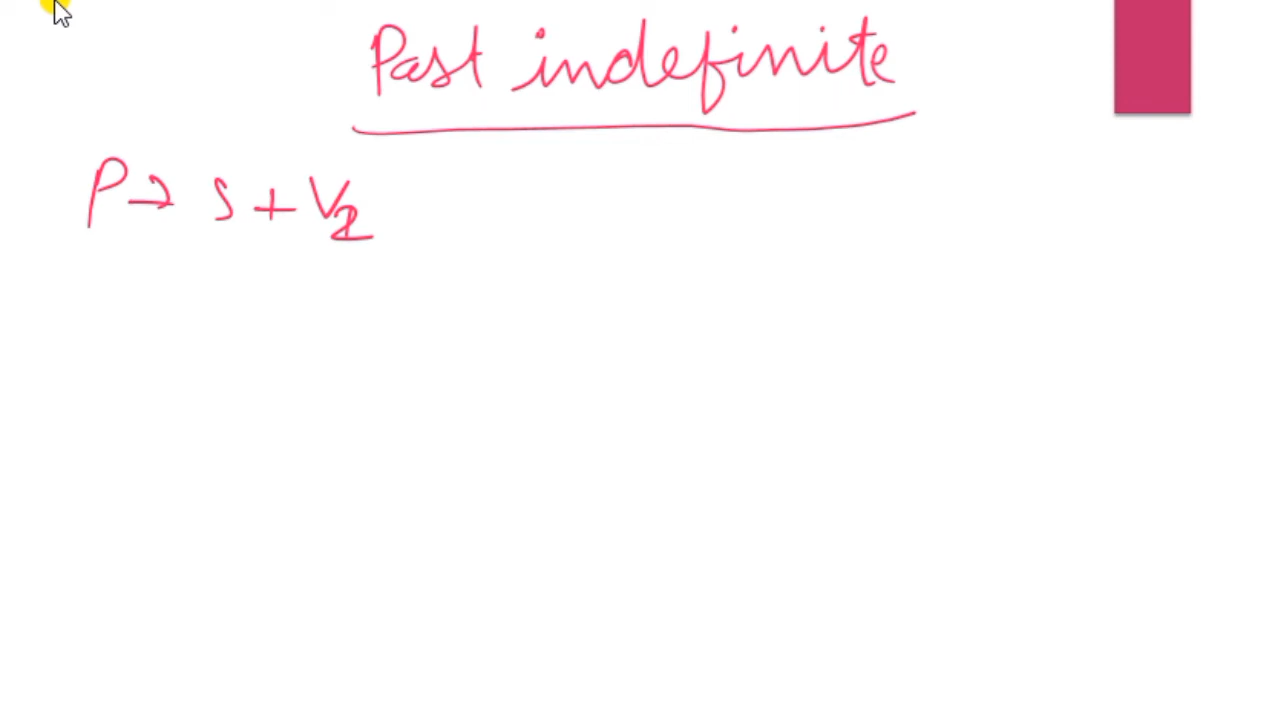 Past indefinite
P → S + V2